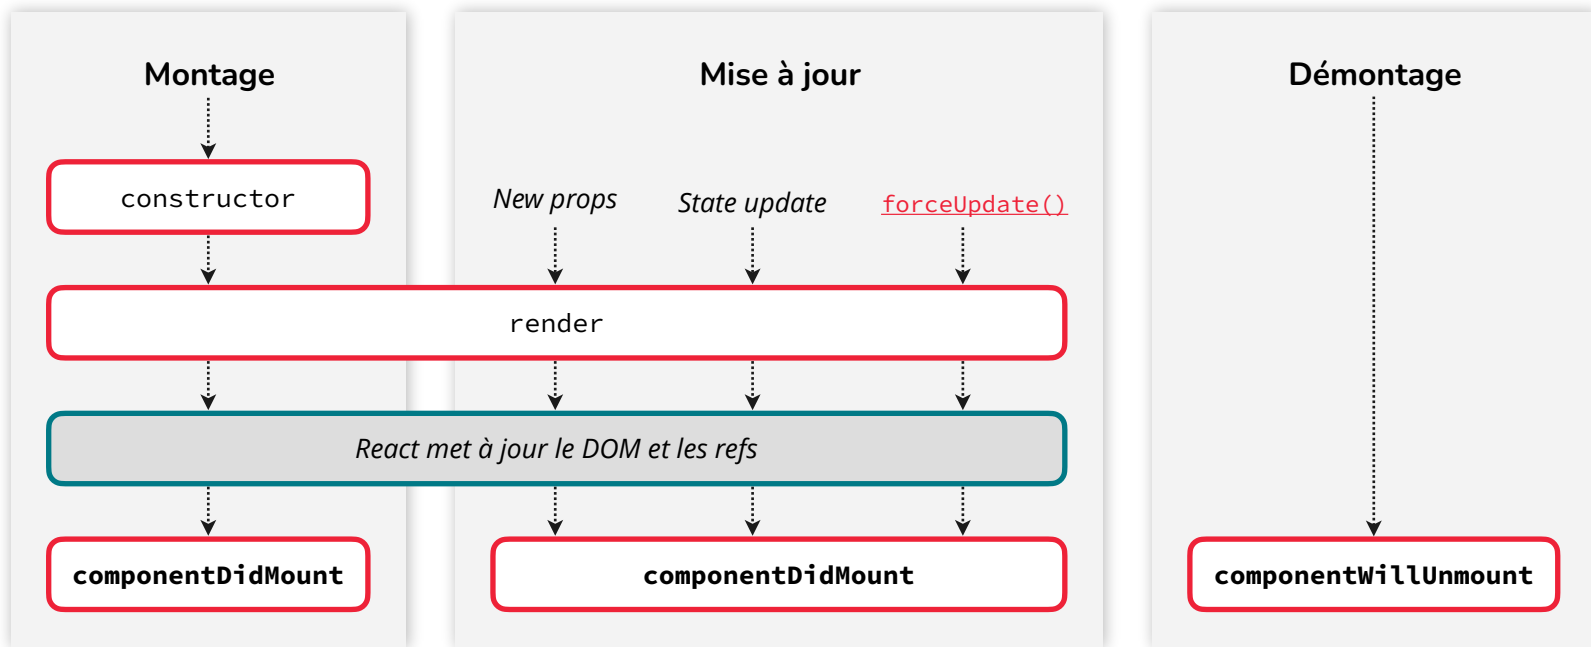 Montage
Mise à jour
Démontage
constructor
New props
State update
forceUpdate()
render
React met à jour le DOM et les refs
componentDidMount
componentDidMount
componentWillUnmount